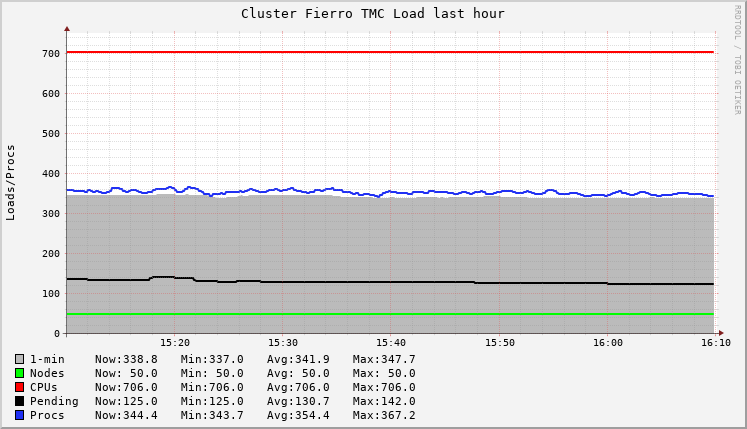 Cluster Fierro TMC Load last hour
RRDTOOL / TOBI OETIKER
Loads/Procs
700
600
500
400
300
200
100
0
15:20 15:30 15:40 15:50 16:00 16:10
1-min Now:338.8 Min:337.0 Avg:341.9 Max:347.7
Nodes Now: 50.0 Min: 50.0 Avg: 50.0 Max: 50.0
CPUs Now:706.0 Min:706.0 Avg:706.0 Max:706.0
Pending Now:125.0 Min:125.0 Avg:130.7 Max:142.0
Procs Now:344.4 Min:343.7 Avg:354.4 Max:367.2